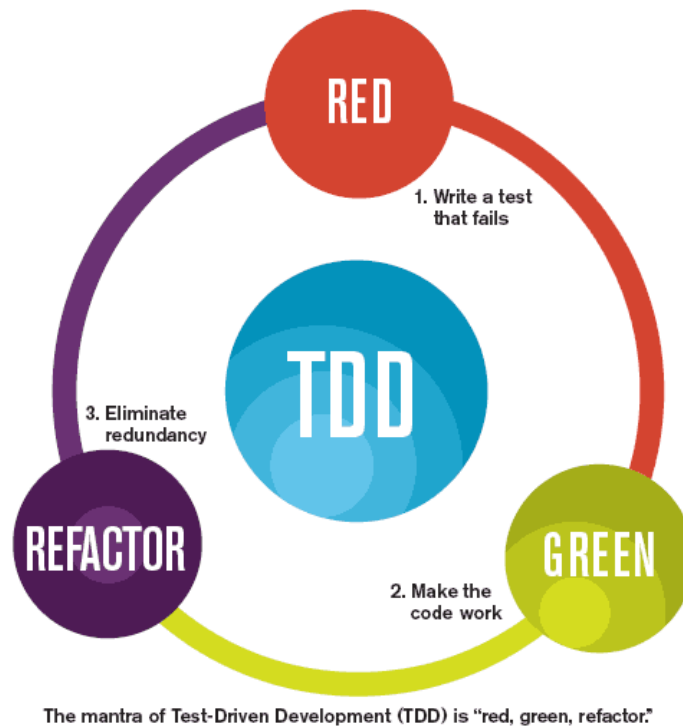 RED
1. Write a test
that fails
TDD
3. Eliminate
redundancy
REFACTOR
GREEN
2. Make the
code work
The mantra of Test-Driven Development (TDD) is “red, green, refactor.”